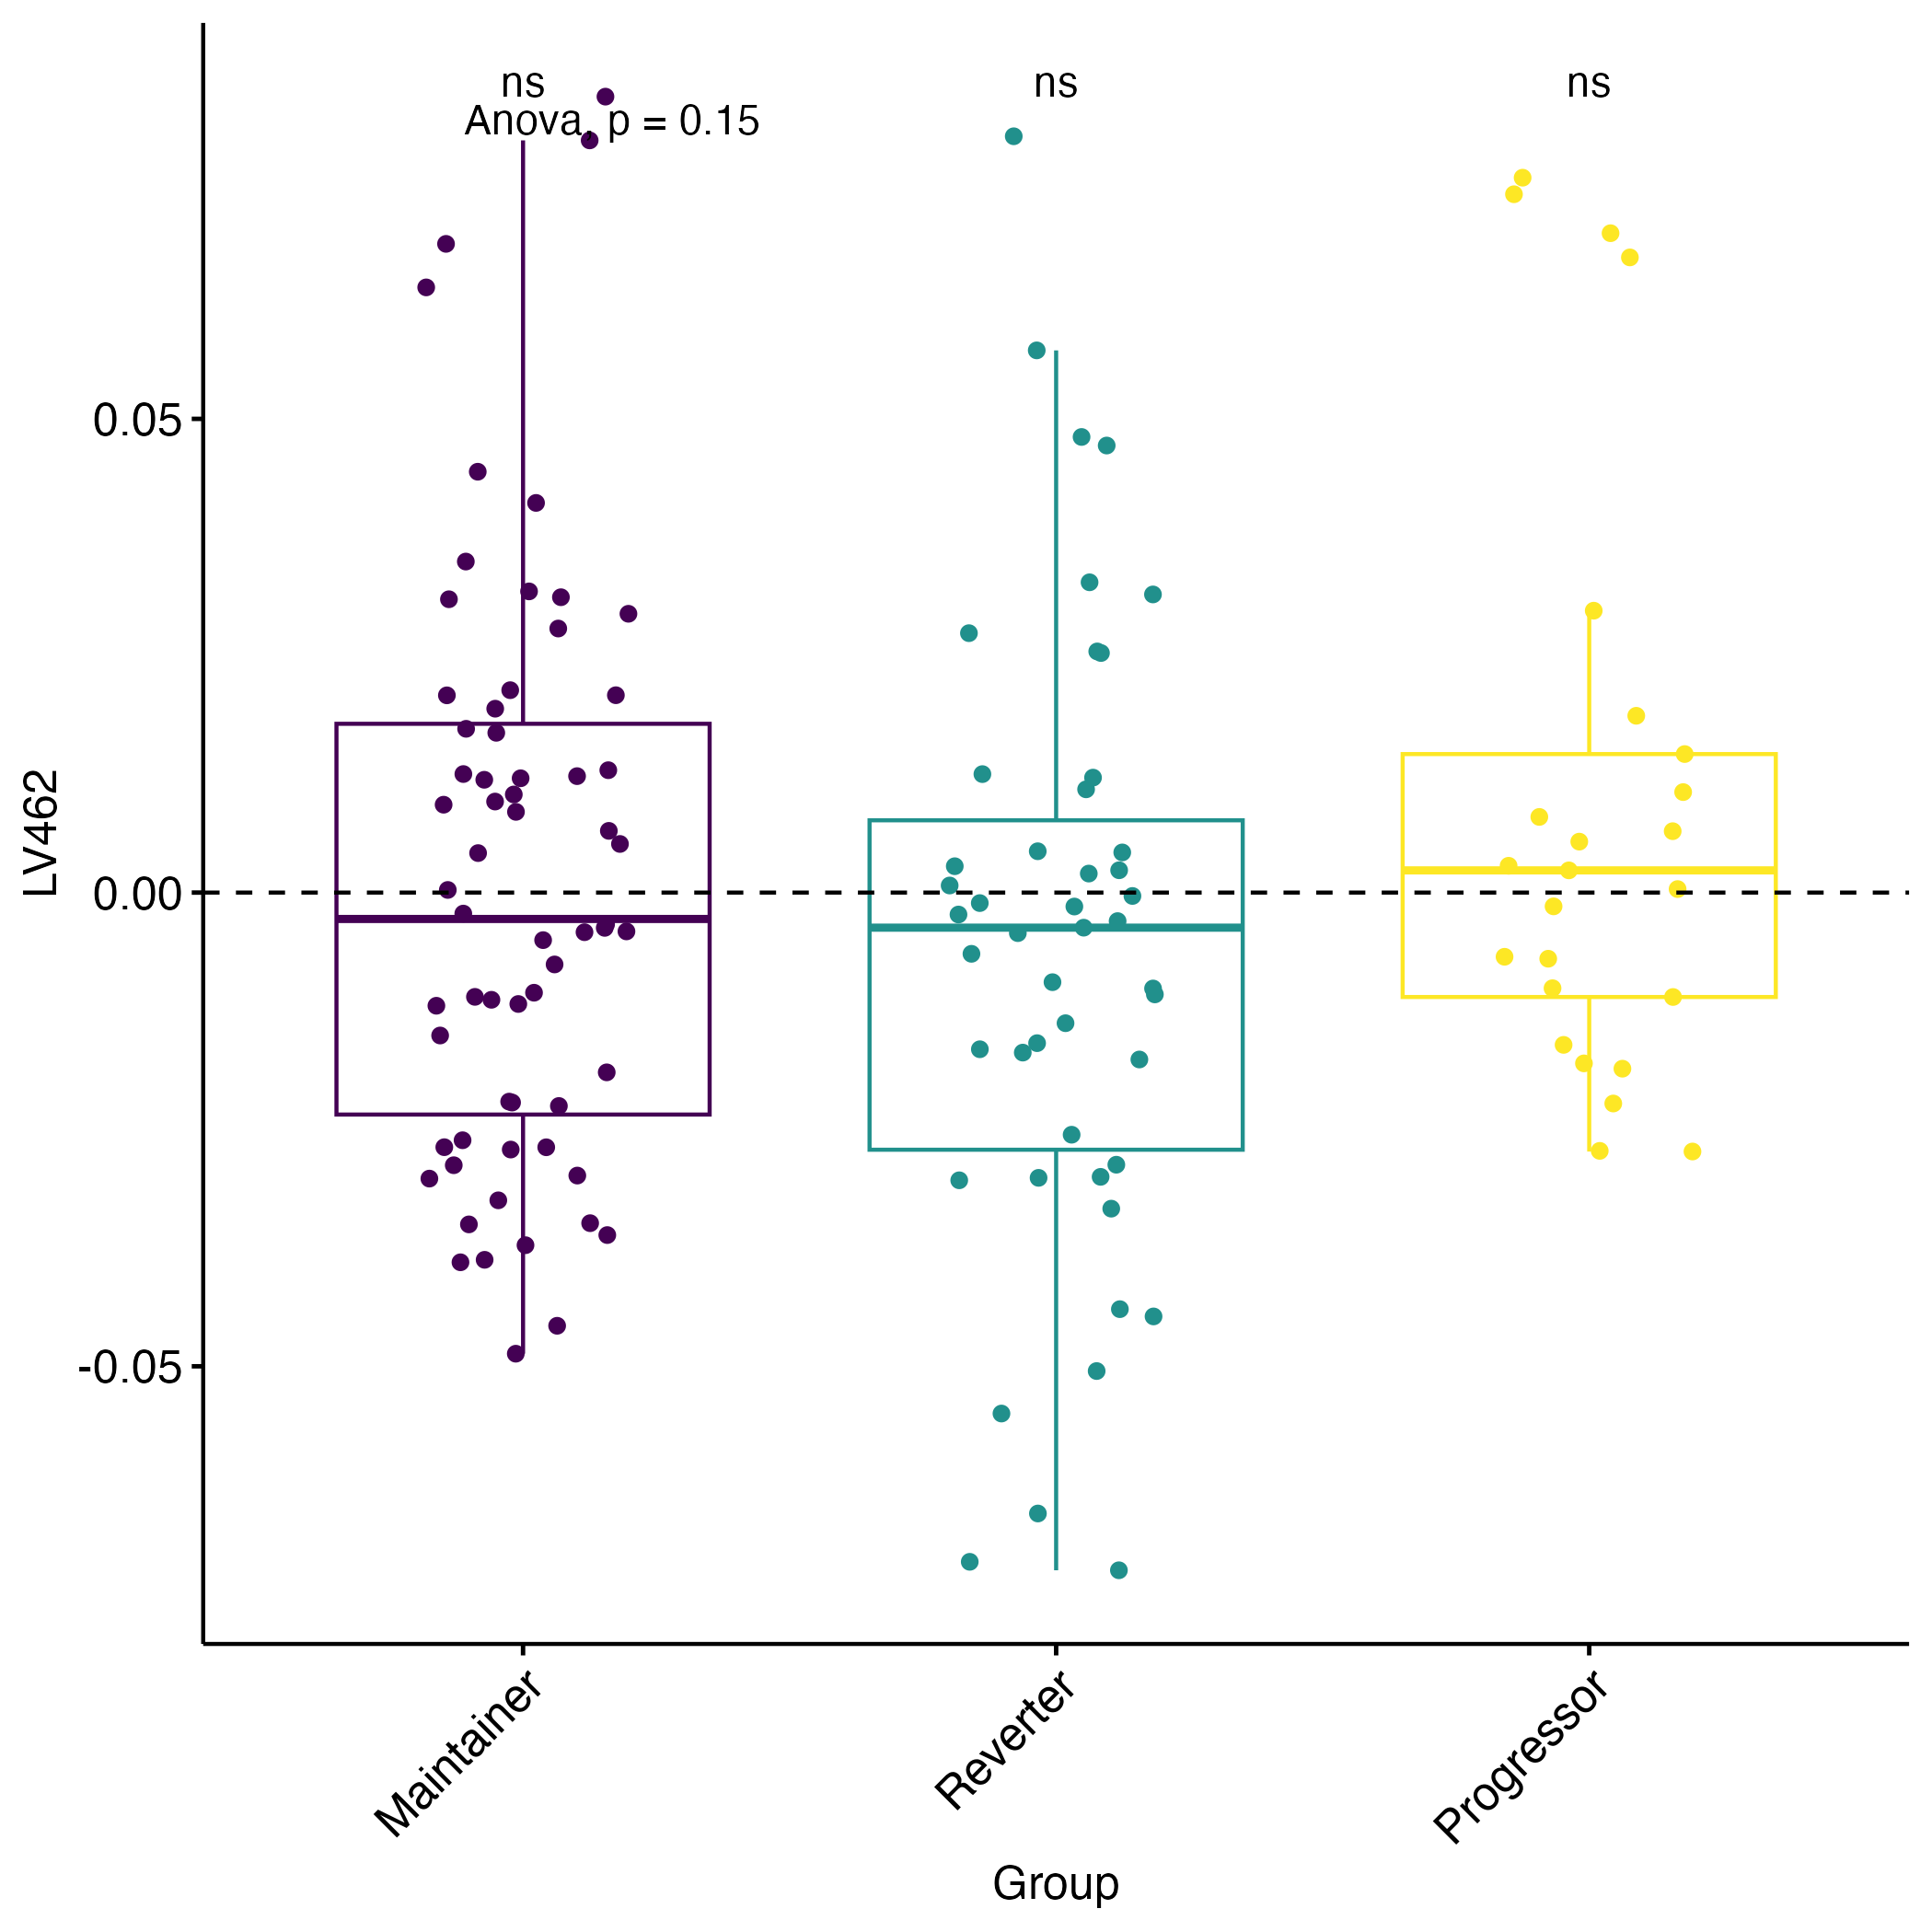 ns ns ns
Anova, p = 0.15
0.05
0.00
-0.05
LV462
Maintainer Reverter Progressor
Group